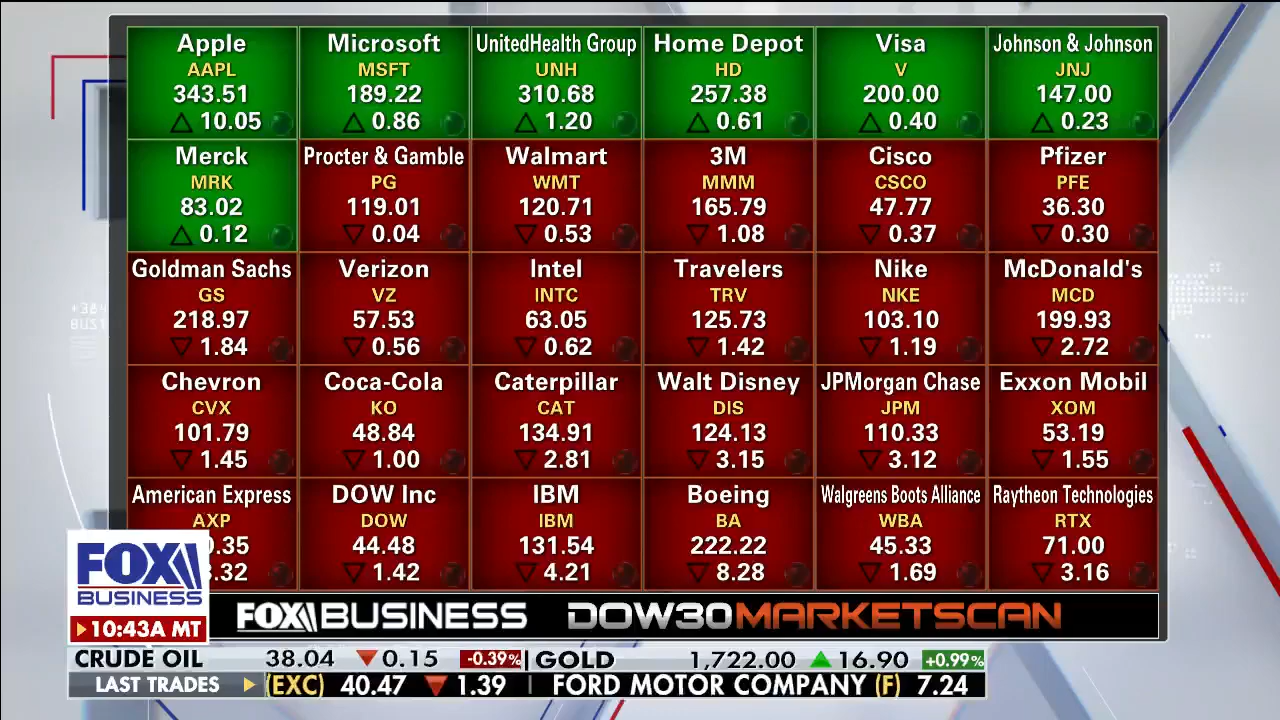 Apple
AAPL
343.51
△ 10.05
Microsoft
MSFT
189.22
△ 0.86
UnitedHealth Group
UNH
310.68
△ 1.20
Home Depot
HD
257.38
△ 0.61
Visa
V
200.00
△ 0.40
Johnson & Johnson
JNJ
147.00
△ 0.23
Merck
MRK
83.02
△ 0.12
Procter & Gamble
PG
119.01
▽ 0.04
Walmart
WMT
120.71
▽ 0.53
3M
MMM
165.79
▽ 1.08
Cisco
CSCO
47.77
▽ 0.37
Pfizer
PFE
36.30
▽ 0.30
Goldman Sachs
GS
218.97
▽ 1.84
Verizon
VZ
57.53
▽ 0.56
Intel
INTC
63.05
▽ 0.62
Travelers
TRV
125.73
▽ 1.42
Nike
NKE
103.10
▽ 1.19
McDonald's
MCD
199.93
▽ 2.72
Chevron
CVX
101.79
▽ 1.45
Coca-Cola
KO
48.84
▽ 1.00
Caterpillar
CAT
134.91
▽ 2.81
Walt Disney
DIS
124.13
▽ 3.15
JPMorgan Chase
JPM
110.33
▽ 3.12
Exxon Mobil
XOM
53.19
▽ 1.55
American Express
AXP
.35
.32
DOW Inc
DOW
44.48
▽ 1.42
IBM
IBM
131.54
▽ 4.21
Boeing
BA
222.22
▽ 8.28
Walgreens Boots Alliance
WBA
45.33
▽ 1.69
Raytheon Technologies
RTX
71.00
▽ 3.16
FOX
BUSINESS
10:43A MT
FOX BUSINESS DOW30MARKETSCAN
CRUDE OIL 38.04 ▼ 0.15 -0.39% GOLD 1,722.00 ▲ 16.90 +0.99%
LAST TRADES (EXC) 40.47 ▼ 1.39 | FORD MOTOR COMPANY (F) 7.24